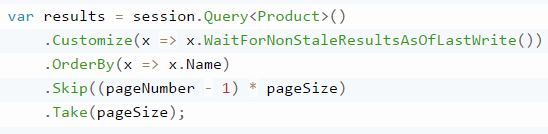 var results = session.Query<Product>()
.Customize(x => x.WaitForNonStaleResultsAsOfLastWrite())
.OrderBy(x => x.Name)
.Skip((pageNumber - 1) * pageSize)
.Take(pageSize);